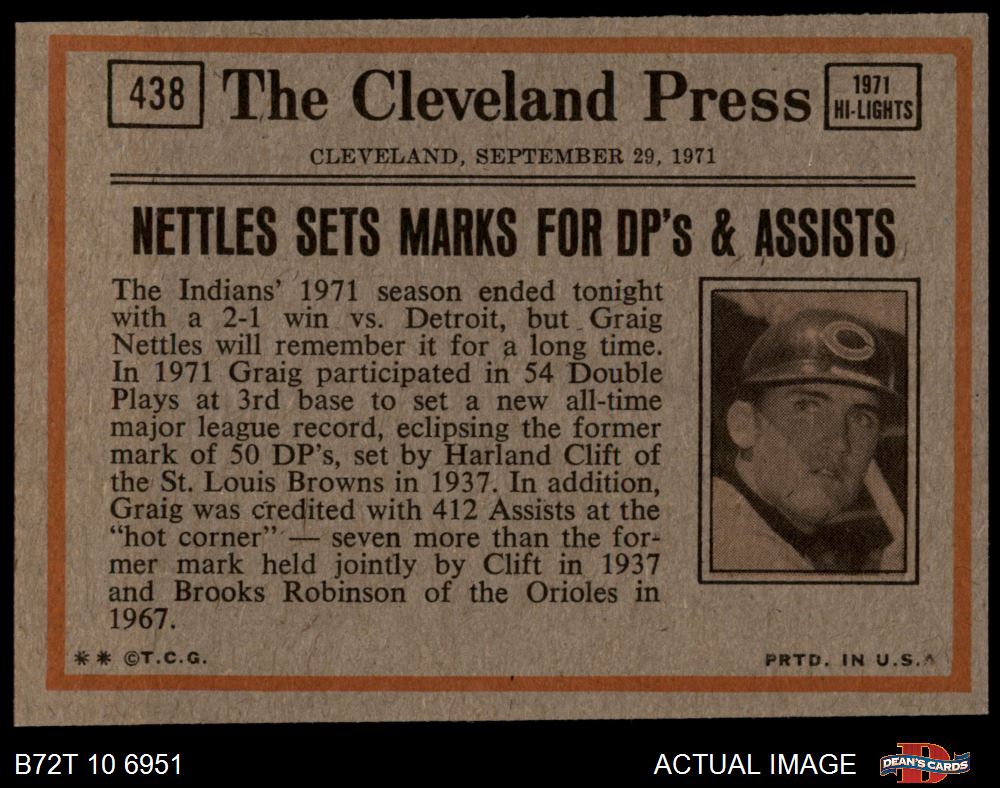 438
The Cleveland Press
1971
HI-LIGHTS
CLEVELAND, SEPTEMBER 29, 1971
NETTLES SETS MARKS FOR DP's & ASSISTS
The Indians' 1971 season ended tonight
with a 2-1 win vs. Detroit, but Graig
Nettles will remember it for a long time.
In 1971 Graig participated in 54 Double
Plays at 3rd base to set a new all-time
major league record, eclipsing the former
mark of 50 DP's, set by Harland Clift of
the St. Louis Browns in 1937. In addition,
Graig was credited with 412 Assists at the
"hot corner" — seven more than the for-
mer mark held jointly by Clift in 1937
and Brooks Robinson of the Orioles in
1967.
** ©T.C.G.
PRTD. IN U.S.A
B72T 10 6951
ACTUAL IMAGE
D
DEAN'S CARDS